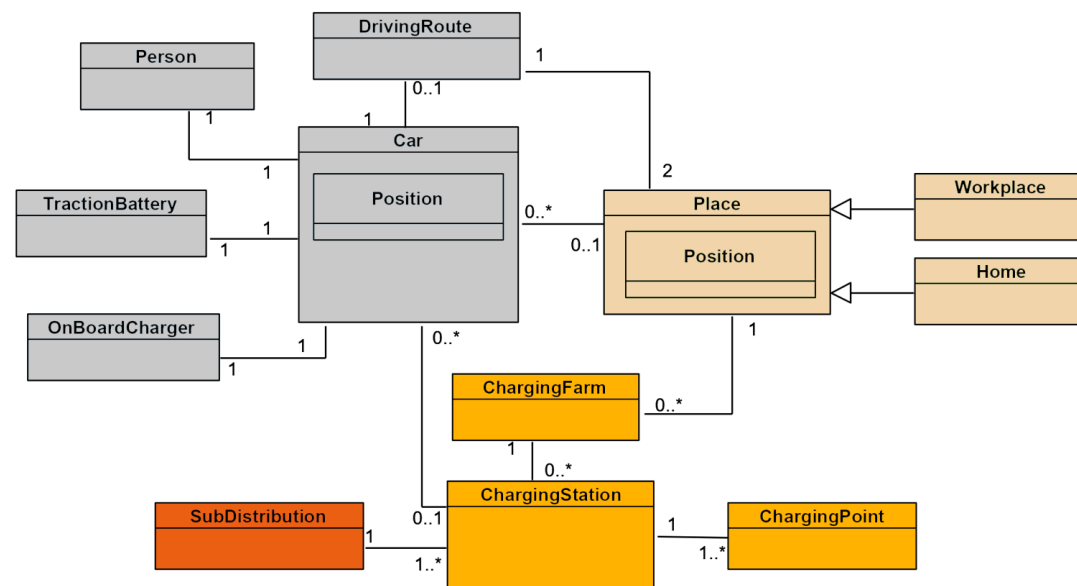 DrivingRoute
Person
1
0..1
1
1
1
Car
1
2
Position
TractionBattery
Place
Workplace
0..*
1
1
0..1
Position
Home
OnBoardCharger
1
1
0..*
1
ChargingFarm
0..*
1
0..*
ChargingStation
0..1
SubDistribution
1
1..*
1
1..*
ChargingPoint